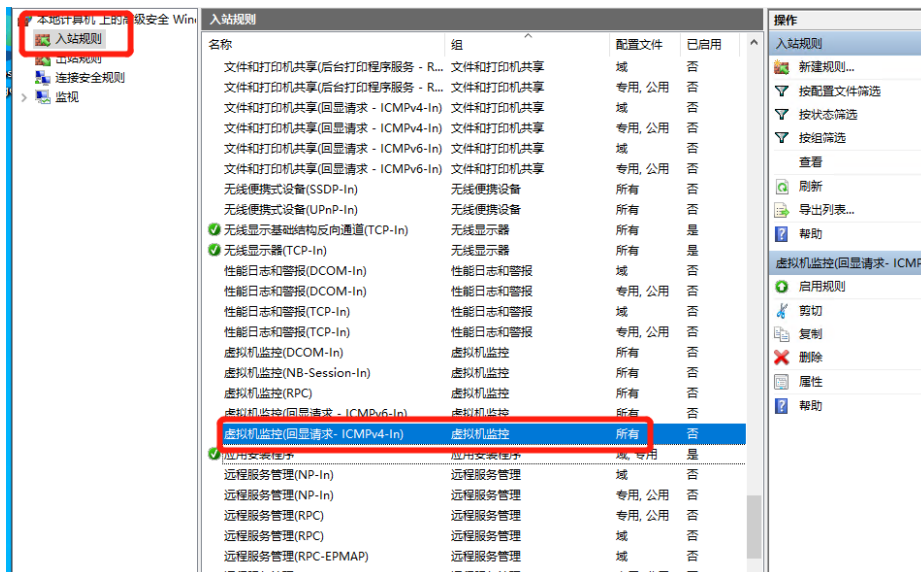 本地计算机 上的高级安全 Win
入站规则
出站规则
连接安全规则
监视
入站规则
名称 组 配置文件 已启用
文件和打印机共享(后台打印程序服务 - R... 文件和打印机共享 域 否
文件和打印机共享(后台打印程序服务 - R... 文件和打印机共享 专用, 公用 否
文件和打印机共享(回显请求 - ICMPv4-In) 文件和打印机共享 域 否
文件和打印机共享(回显请求 - ICMPv4-In) 文件和打印机共享 专用, 公用 否
文件和打印机共享(回显请求 - ICMPv6-In) 文件和打印机共享 域 否
文件和打印机共享(回显请求 - ICMPv6-In) 文件和打印机共享 专用, 公用 否
无线便携式设备(SSDP-In) 无线便携设备 所有 否
无线便携式设备(UPnP-In) 无线便携设备 所有 否
无线显示基础结构反向通道(TCP-In) 无线显示器 所有 是
无线显示器(TCP-In) 无线显示器 所有 是
性能日志和警报(DCOM-In) 性能日志和警报 域 否
性能日志和警报(DCOM-In) 性能日志和警报 专用, 公用 否
性能日志和警报(TCP-In) 性能日志和警报 域 否
性能日志和警报(TCP-In) 性能日志和警报 专用, 公用 否
虚拟机监控(DCOM-In) 虚拟机监控 所有 否
虚拟机监控(NB-Session-In) 虚拟机监控 所有 否
虚拟机监控(RPC) 虚拟机监控 所有 否
虚拟机监控(回显请求 - ICMPv6-In) 虚拟机监控 所有 否
虚拟机监控(回显请求- ICMPv4-In) 虚拟机监控 所有 否
应用安装程序 应用安装程序 域, 专用 是
远程服务管理(NP-In) 远程服务管理 域 否
远程服务管理(NP-In) 远程服务管理 专用, 公用 否
远程服务管理(RPC) 远程服务管理 专用, 公用 否
远程服务管理(RPC) 远程服务管理 域 否
远程服务管理(RPC-EPMAP) 远程服务管理 域 否
操作
入站规则
新建规则...
按配置文件筛选
按状态筛选
按组筛选
查看
刷新
导出列表...
帮助
虚拟机监控(回显请求- ICMP
启用规则
剪切
复制
删除
属性
帮助